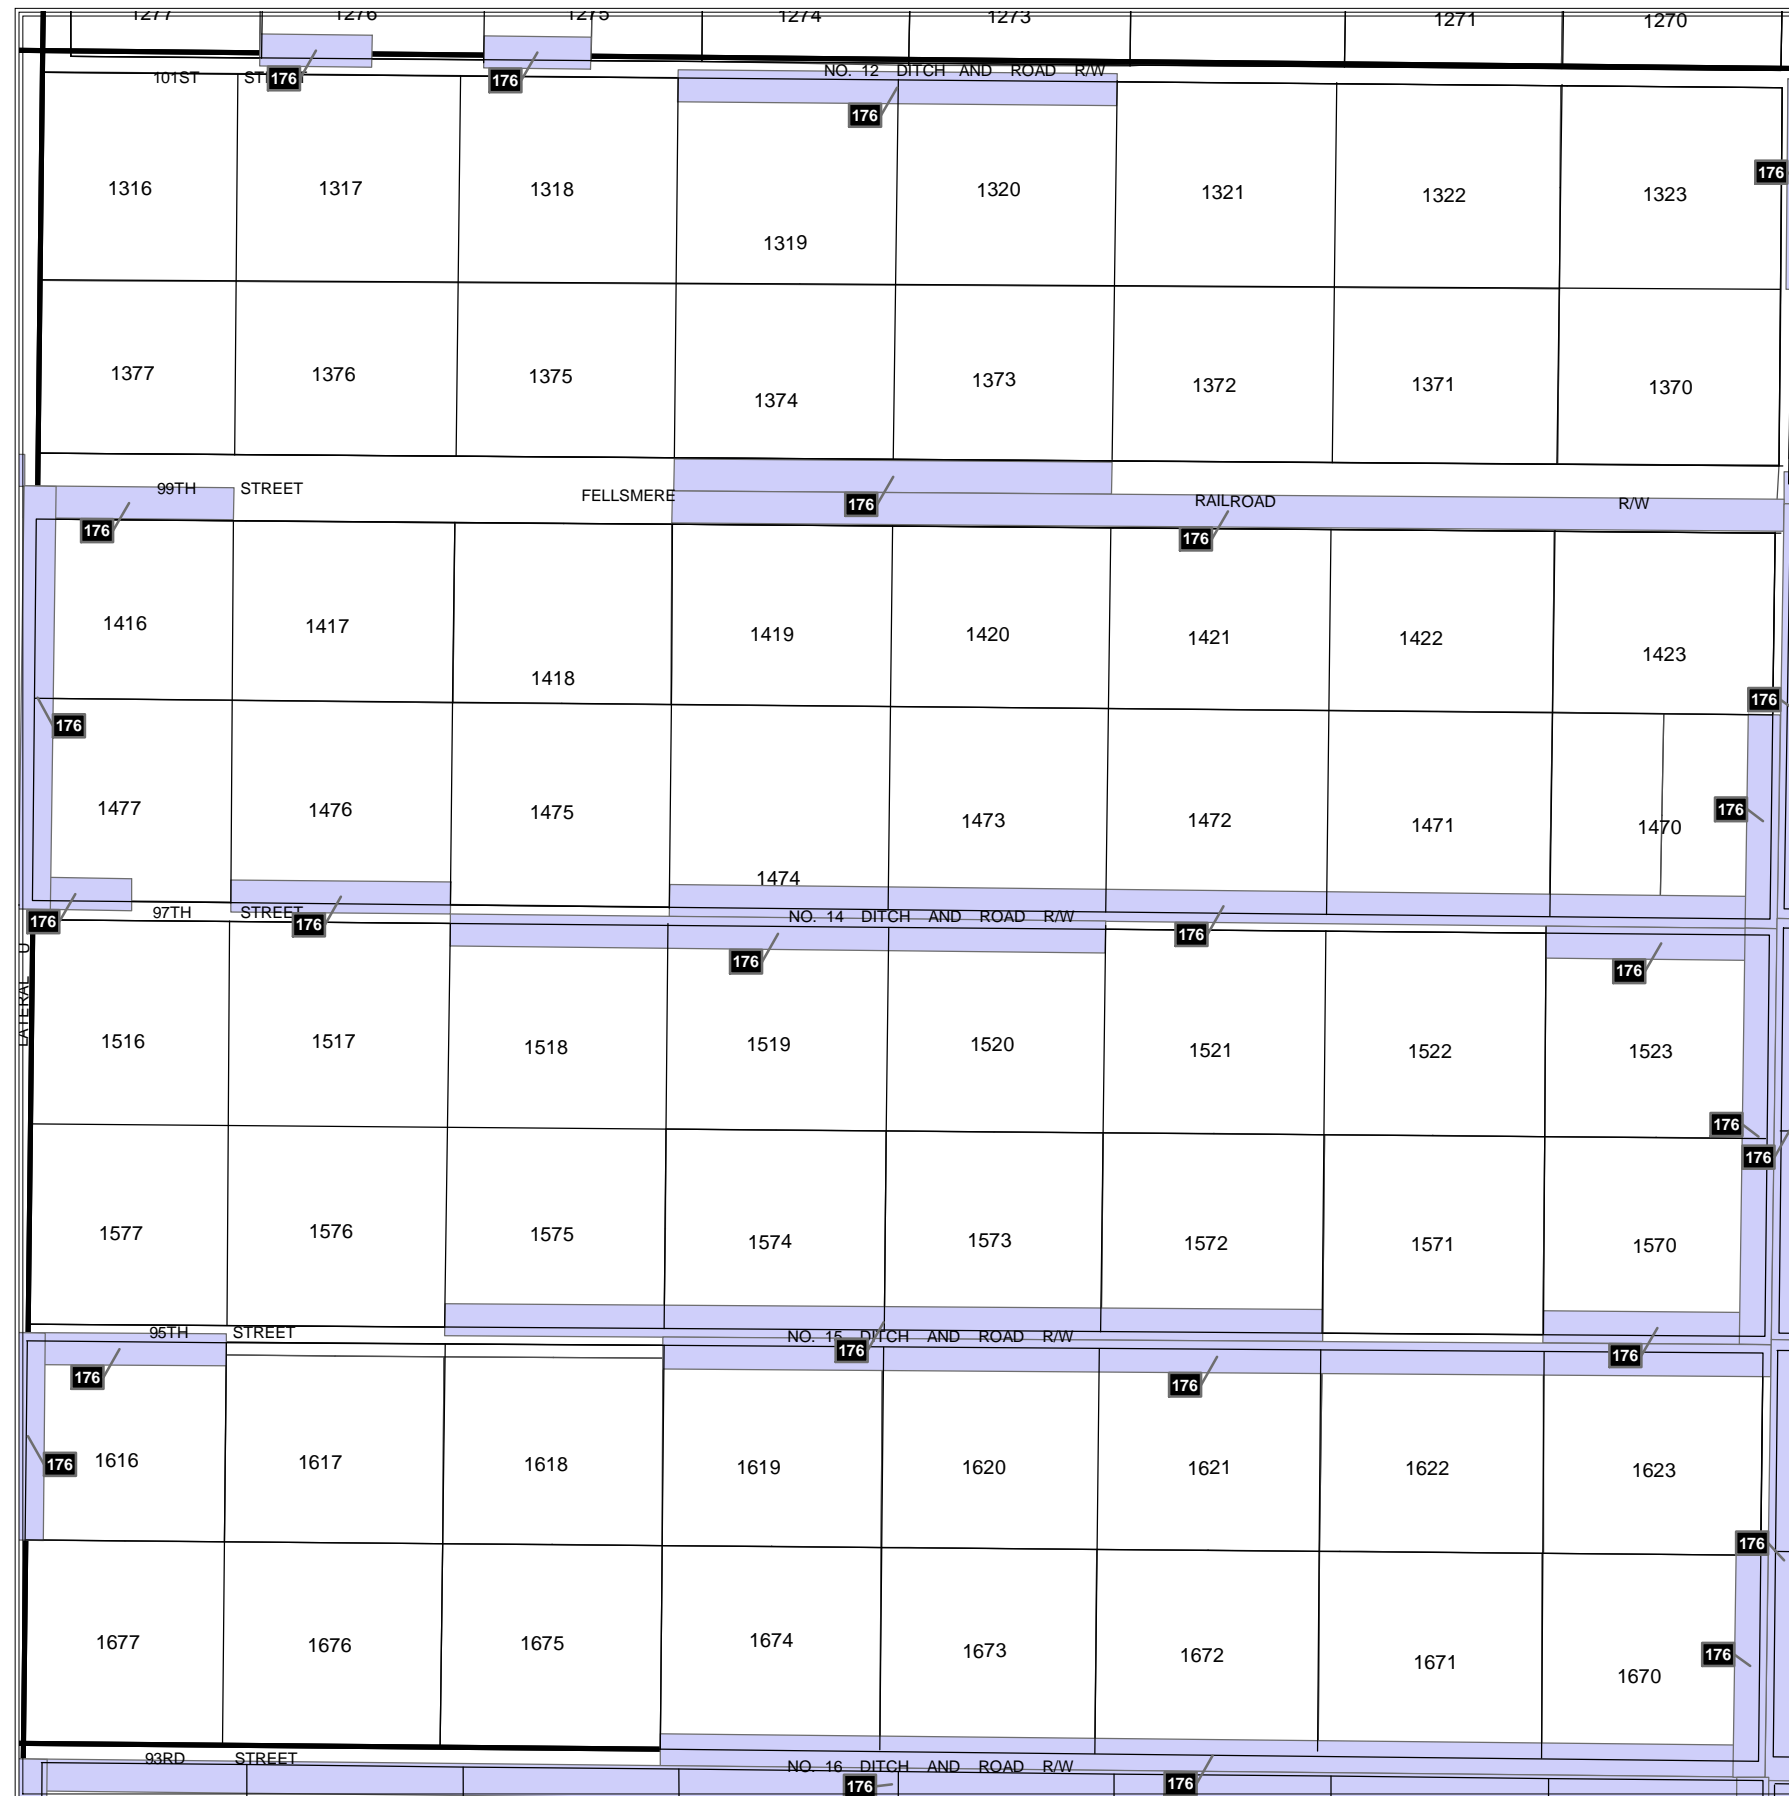 1277 1276 1275 1274 1273 1271 1270
101ST STREET 176 176 NO. 12 DITCH AND ROAD R/W
176
176
1316 1317 1318 1319 1320 1321 1322 1323
1377 1376 1375 1374 1373 1372 1371 1370
99TH STREET FELLSMERE RAILROAD R/W
176 176 176
1416 1417 1418 1419 1420 1421 1422 1423
176 176
1477 1476 1475 1474 1473 1472 1471 1470 176
97TH STREET NO. 14 DITCH AND ROAD R/W
176 176 176 176 176
LATERAL U
1516 1517 1518 1519 1520 1521 1522 1523
176
176
1577 1576 1575 1574 1573 1572 1571 1570
95TH STREET NO. 15 DITCH AND ROAD R/W
176 176 176 176
176 1616 1617 1618 1619 1620 1621 1622 1623
176
1677 1676 1675 1674 1673 1672 1671 1670 176
93RD STREET NO. 16 DITCH AND ROAD R/W
176 176